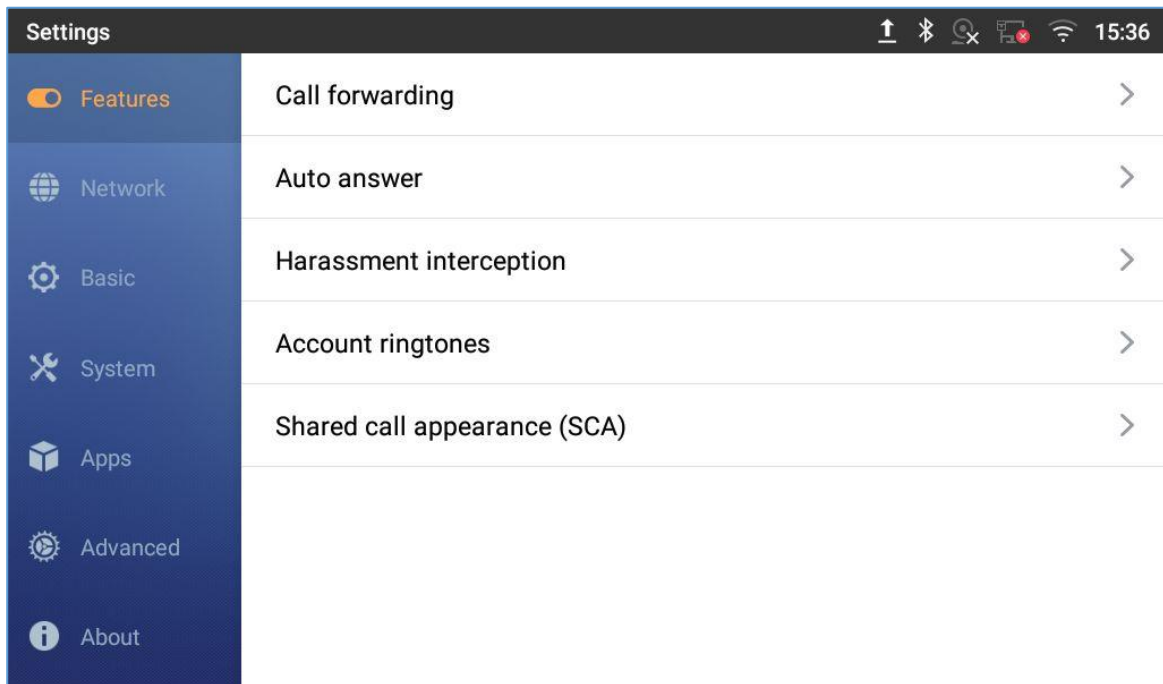 Settings
15:36
Features
Network
Basic
System
Apps
Advanced
About
Call forwarding
Auto answer
Harassment interception
Account ringtones
Shared call appearance (SCA)